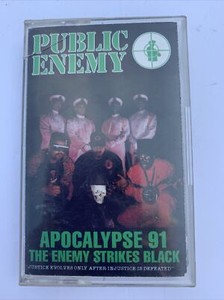 PUBLIC
ENEMY
APOCALYPSE 91
THE ENEMY STRIKES BLACK
"JUSTICE EVOLVES ONLY AFTER INJUSTICE IS DEFEATED"